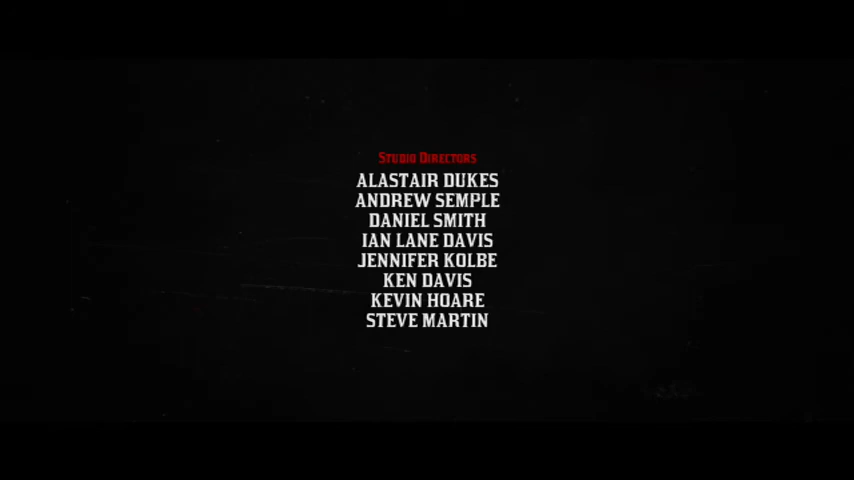 Studio Directors
ALASTAIR DUKES
ANDREW SEMPLE
DANIEL SMITH
IAN LANE DAVIS
JENNIFER KOLBE
KEN DAVIS
KEVIN HOARE
STEVE MARTIN